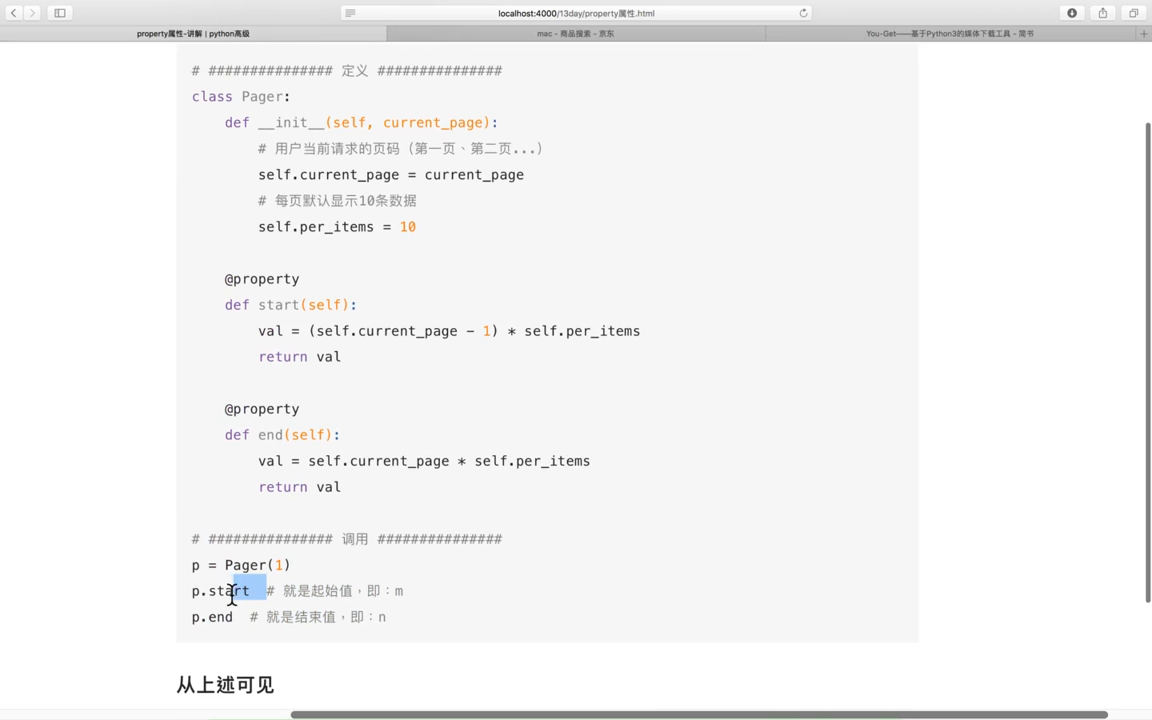 localhost:4000/13day/property属性.html
property属性-讲解 | python高级
mac - 商品搜索 - 京东
You-Get——基于Python3的媒体下载工具 - 简书
# ############### 定义 ###############
class Pager:
    def __init__(self, current_page):
        # 用户当前请求的页码（第一页、第二页...）
        self.current_page = current_page
        # 每页默认显示10条数据
        self.per_items = 10
    @property
    def start(self):
        val = (self.current_page - 1) * self.per_items
        return val
    @property
    def end(self):
        val = self.current_page * self.per_items
        return val
# ############### 调用 ###############
p = Pager(1)
p.start  # 就是起始值，即：m
p.end  # 就是结束值，即：n
从上述可见